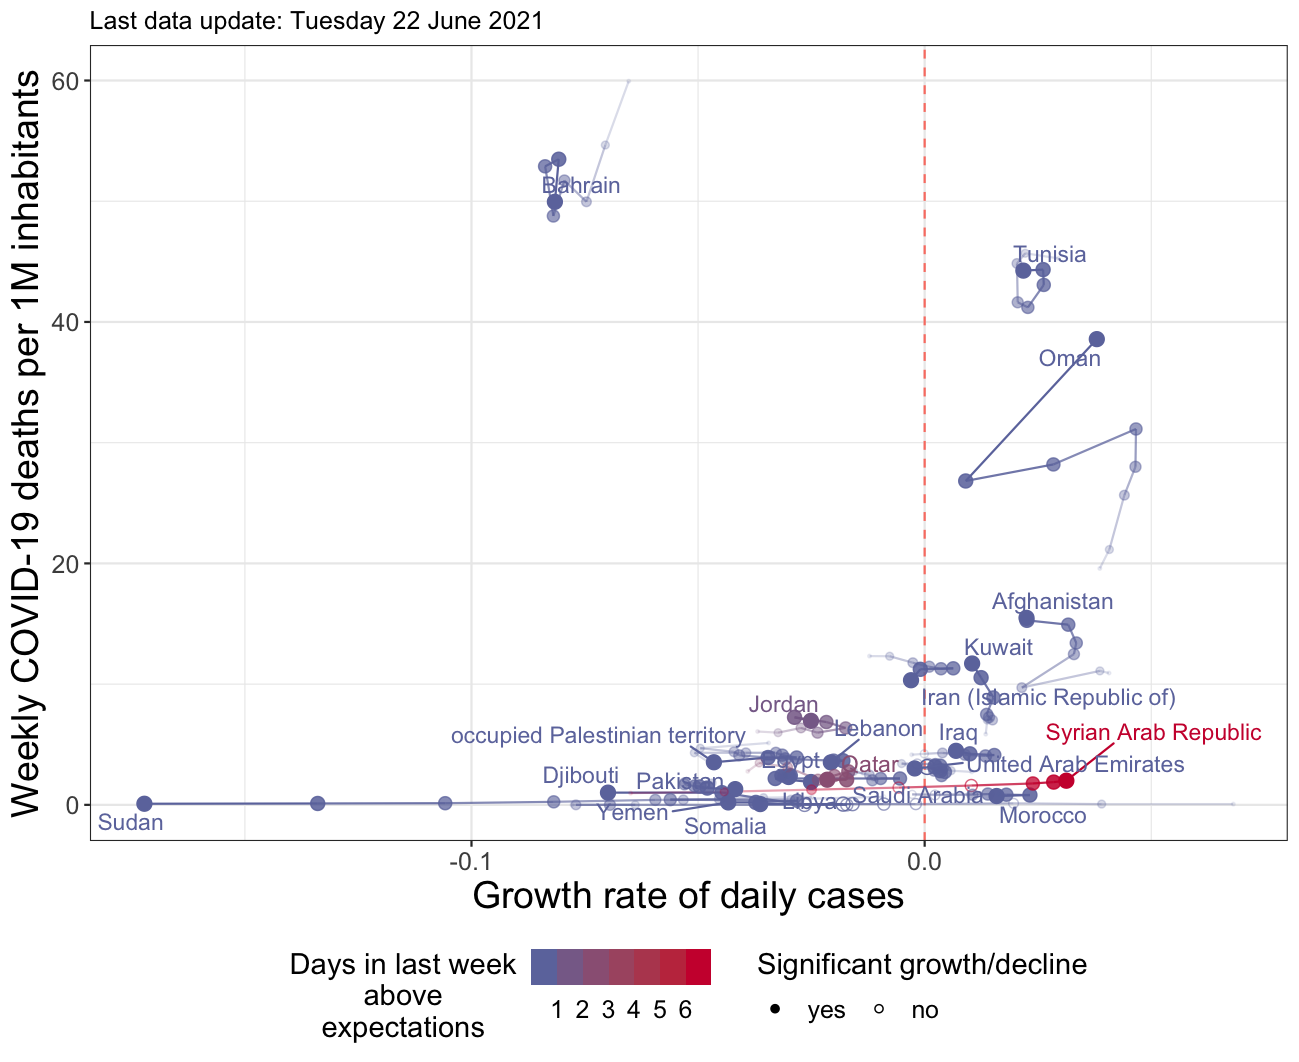 Last data update: Tuesday 22 June 2021
Weekly COVID-19 deaths per 1M inhabitants
60
40
20
0
Bahrain
Tunisia
Oman
Afghanistan
Kuwait
Iran (Islamic Republic of)
Jordan
Lebanon
Iraq
Syrian Arab Republic
occupied Palestinian territory
Egypt
Qatar
United Arab Emirates
Djibouti
Pakistan
Libya
Saudi Arabia
Yemen
Morocco
Sudan
Somalia
-0.1
0.0
Growth rate of daily cases
Days in last week
above
expectations
1 2 3 4 5 6
Significant growth/decline
yes no